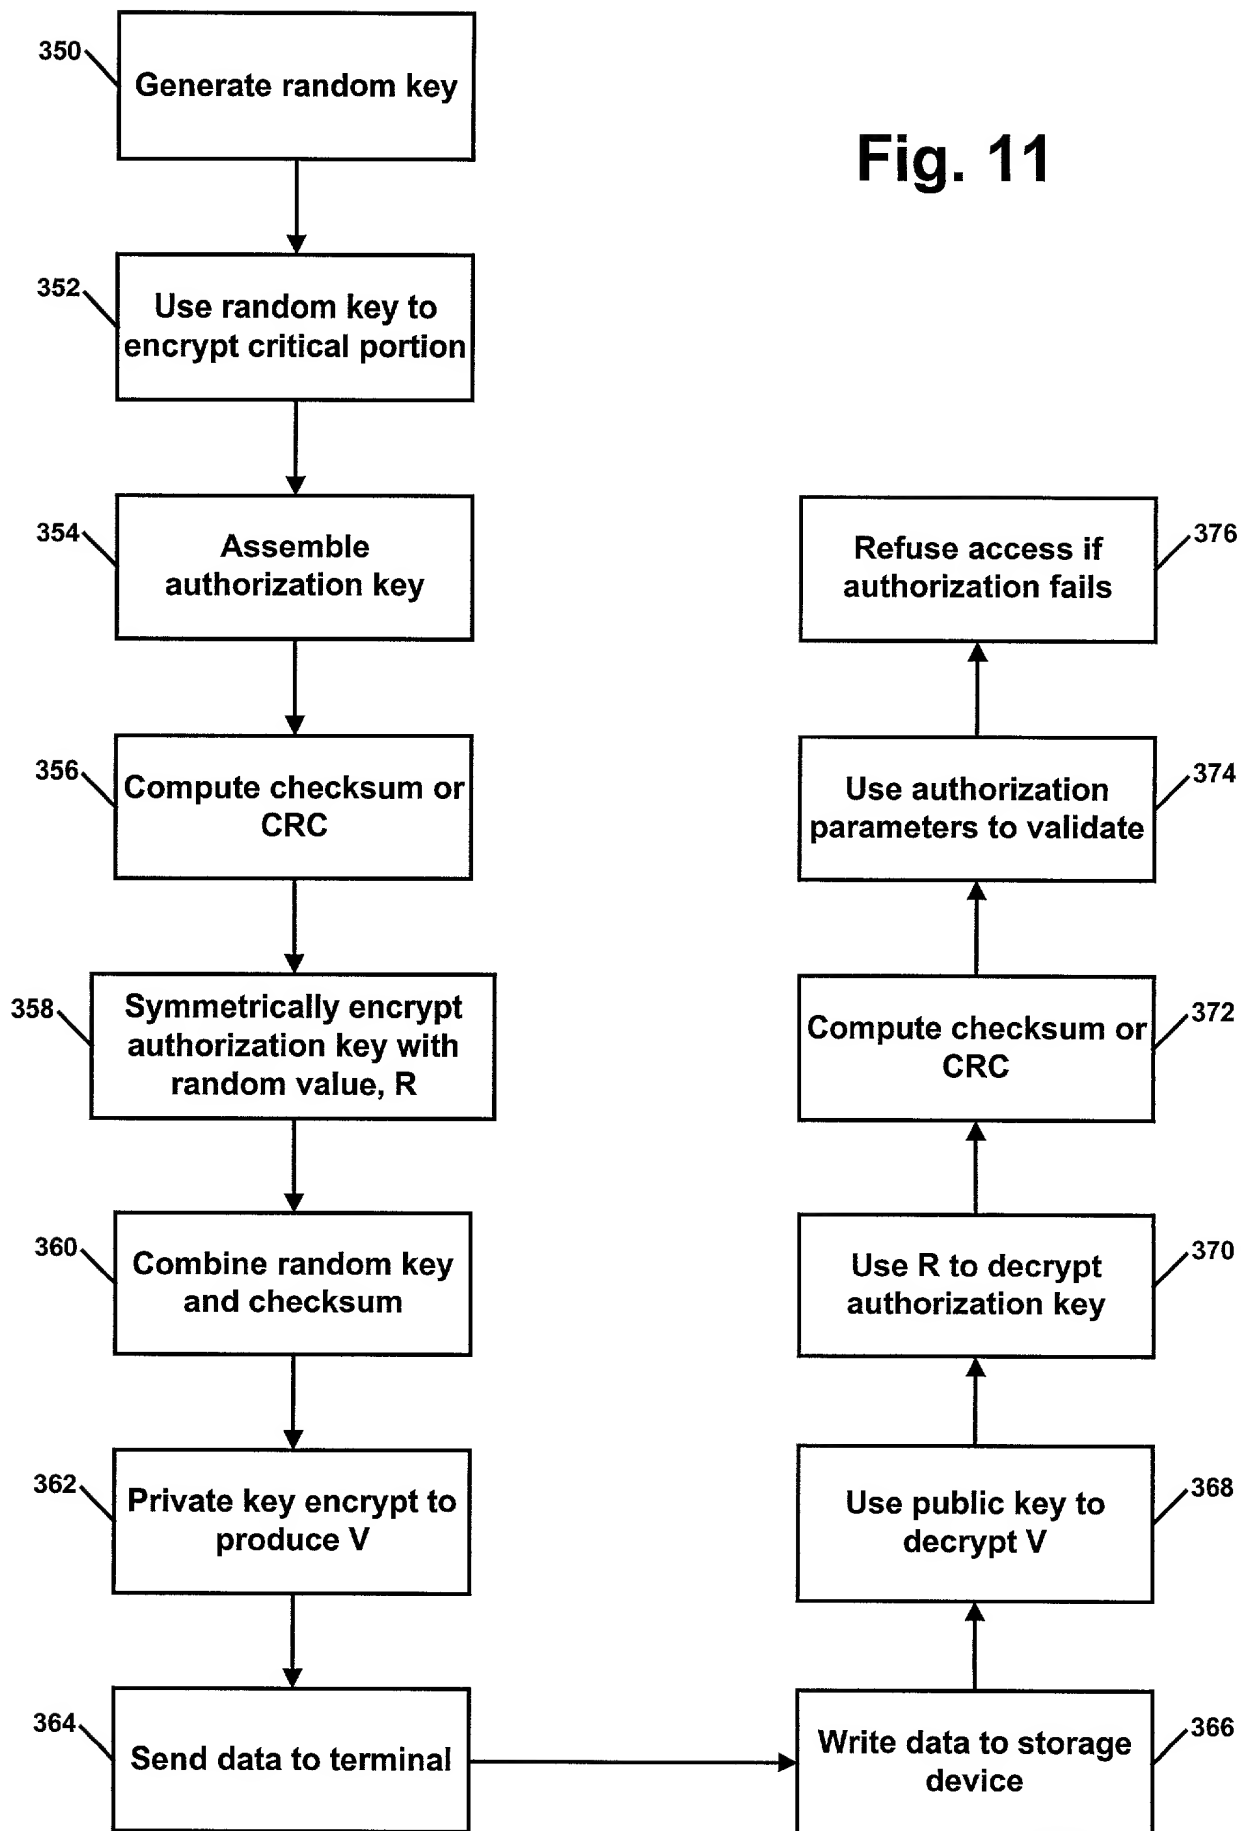 350
Generate random key
Fig. 11
352
Use random key to
encrypt critical portion
354
Assemble
authorization key
356
Compute checksum or
CRC
358
Symmetrically encrypt
authorization key with
random value, R
360
Combine random key
and checksum
362
Private key encrypt to
produce V
364
Send data to terminal
Write data to storage
device
366
Use public key to
decrypt V
368
Use R to decrypt
authorization key
370
Compute checksum or
CRC
372
Use authorization
parameters to validate
374
Refuse access if
authorization fails
376